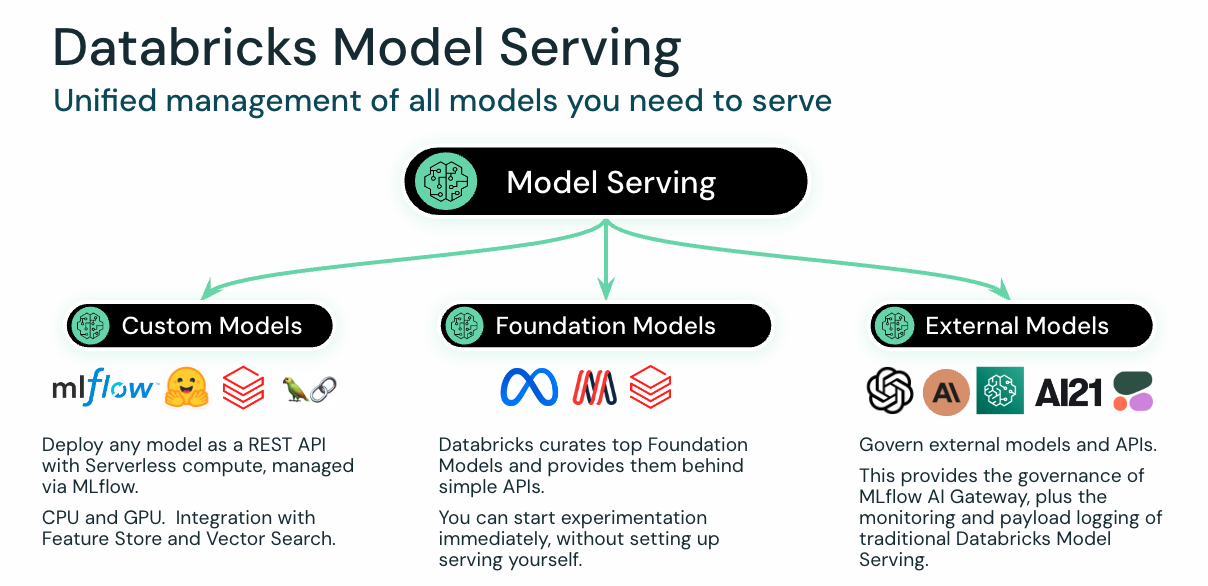 Databricks Model Serving
Unified management of all models you need to serve
Model Serving
Custom Models
Foundation Models
External Models
mlflow™
AI
AI21
Deploy any model as a REST API
with Serverless compute, managed
via MLflow.
CPU and GPU.  Integration with
Feature Store and Vector Search.
Databricks curates top Foundation
Models and provides them behind
simple APIs.
You can start experimentation
immediately, without setting up
serving yourself.
Govern external models and APIs.
This provides the governance of
MLflow AI Gateway, plus the
monitoring and payload logging of
traditional Databricks Model
Serving.